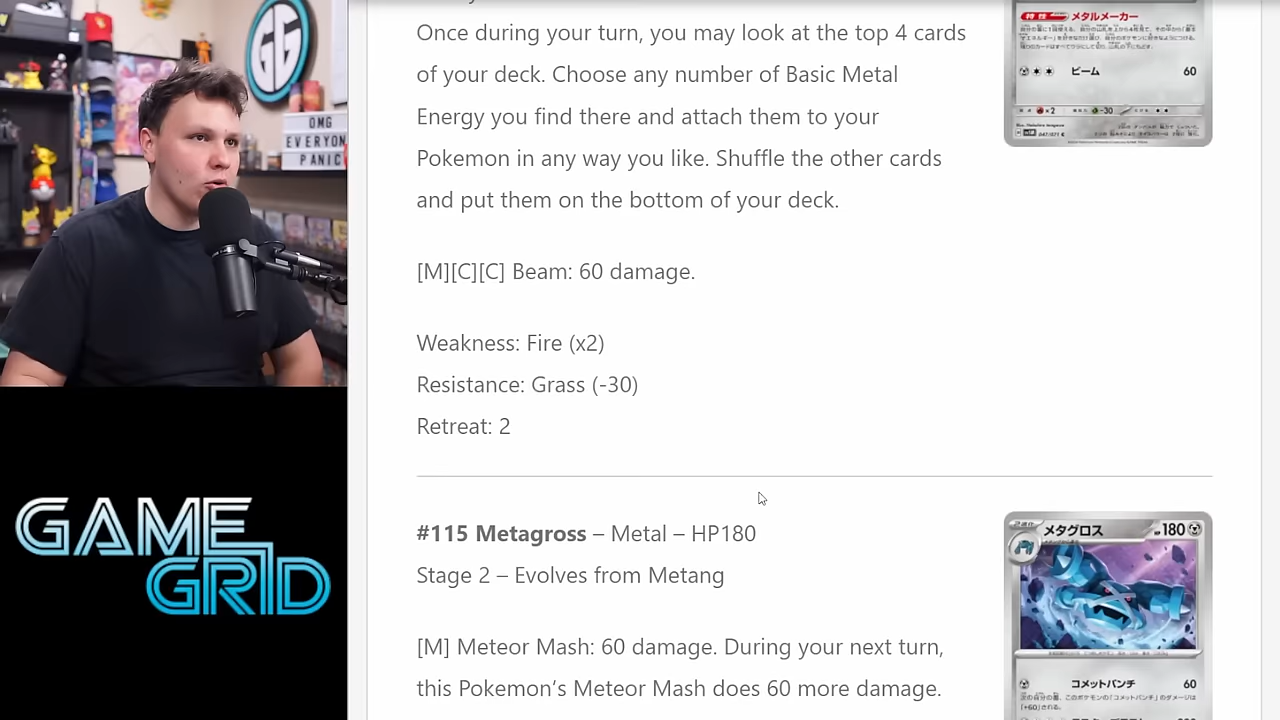 GG
OMG
EVERYON
PANIC
GAME
GRID
Once during your turn, you may look at the top 4 cards
of your deck. Choose any number of Basic Metal
Energy you find there and attach them to your
Pokemon in any way you like. Shuffle the other cards
and put them on the bottom of your deck.
[M][C][C] Beam: 60 damage.
Weakness: Fire (x2)
Resistance: Grass (-30)
Retreat: 2
特性 メタルメーカー
ビーム 60
#115 Metagross – Metal – HP180
Stage 2 – Evolves from Metang
[M] Meteor Mash: 60 damage. During your next turn,
this Pokemon’s Meteor Mash does 60 more damage.
メタグロス HP 180
コメットパンチ 60